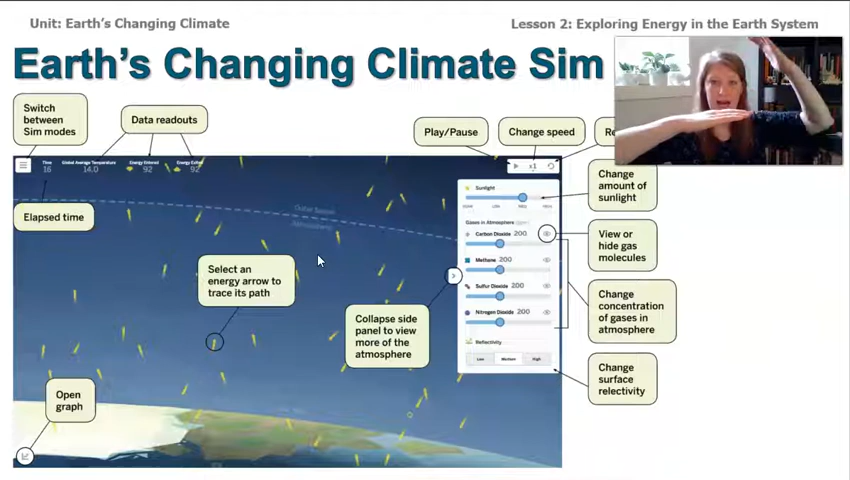 Unit: Earth's Changing Climate
Lesson 2: Exploring Energy in the Earth System
Earth's Changing Climate Sim
Switch
between
Sim modes
Data readouts
Play/Pause
Change speed
Time
16
Global Average Temperature
14.0
Energy Entered
92
Energy Exited
92
x1
Elapsed time
Change
amount of
sunlight
Sunlight
Outer Space
Atmosphere
Gases in Atmosphere
Carbon Dioxide 200
View or
hide gas
molecules
Methane 200
Select an
energy arrow to
trace its path
Sulfur Dioxide 200
Change
concentration
of gases in
atmosphere
Nitrogen Dioxide 200
Collapse side
panel to view
more of the
atmosphere
Reflectivity
Low
Medium
High
Change
surface
relectivity
Open
graph